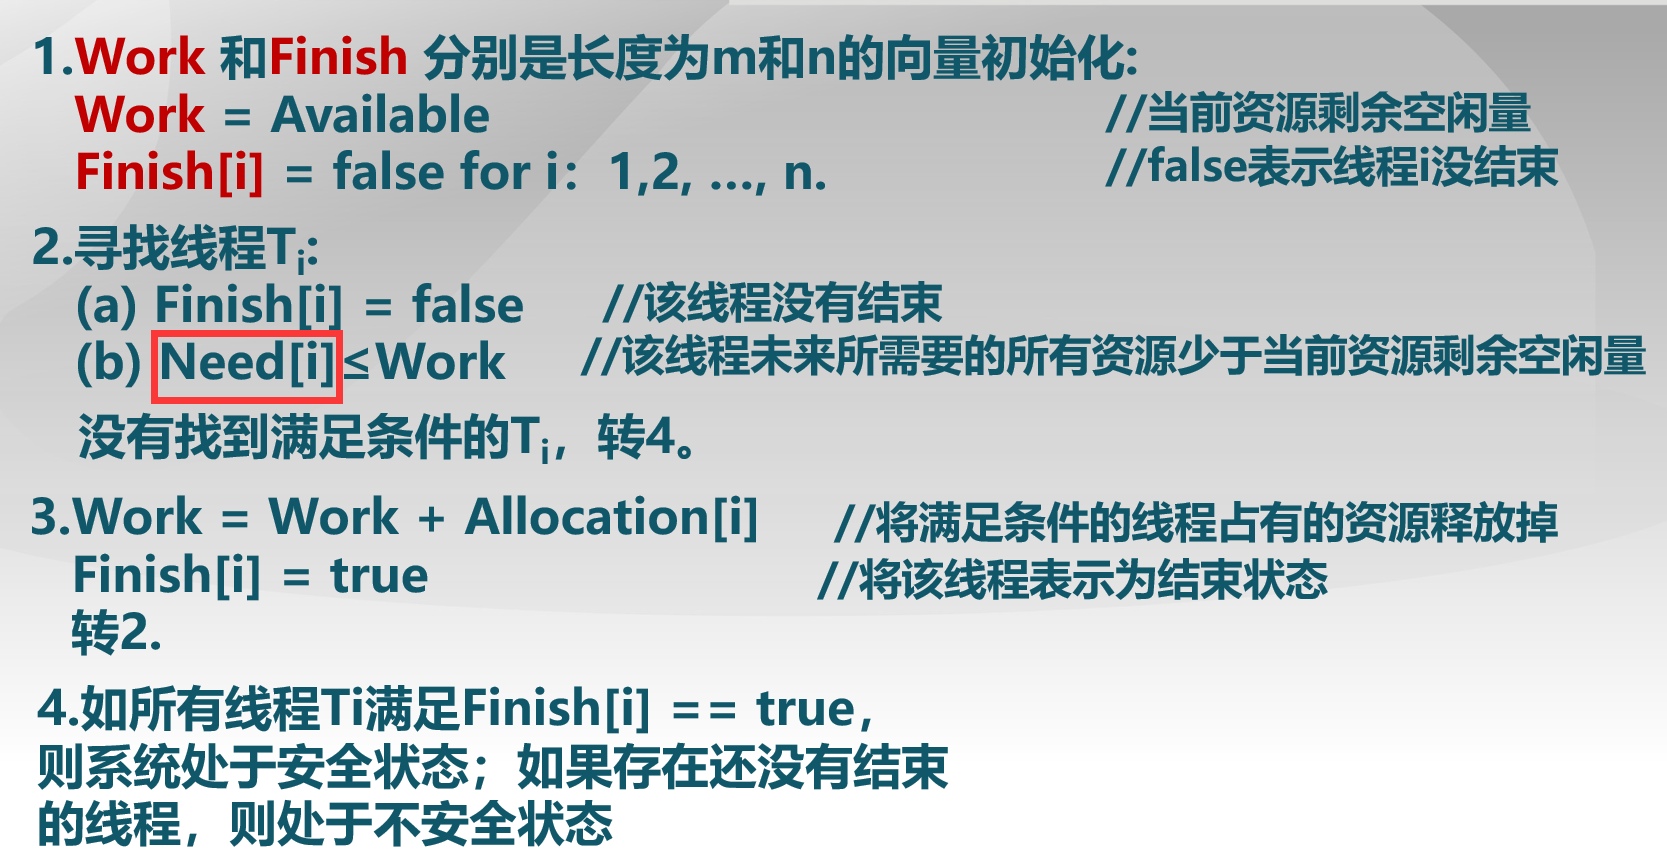 1.Work 和Finish 分别是长度为m和n的向量初始化:
Work = Available //当前资源剩余空闲量
Finish[i] = false for i：1,2, ..., n. //false表示线程i没结束
2.寻找线程Ti:
(a) Finish[i] = false //该线程没有结束
(b) Need[i]≤Work //该线程未来所需要的所有资源少于当前资源剩余空闲量
没有找到满足条件的Ti，转4。
3.Work = Work + Allocation[i] //将满足条件的线程占有的资源释放掉
Finish[i] = true //将该线程表示为结束状态
转2.
4.如所有线程Ti满足Finish[i] == true，
则系统处于安全状态；如果存在还没有结束
的线程，则处于不安全状态